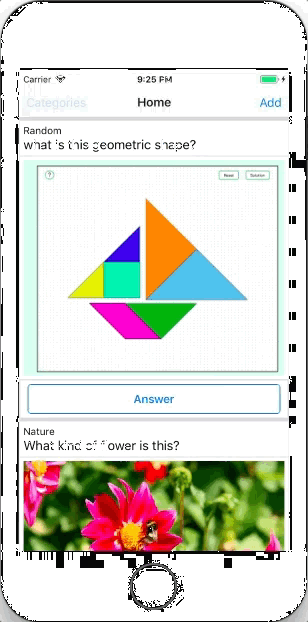 Carrier 9:25 PM
Categories Home Add
Random
what is this geometric shape?
? Reset Solution
Answer
Nature
What kind of flower is this?